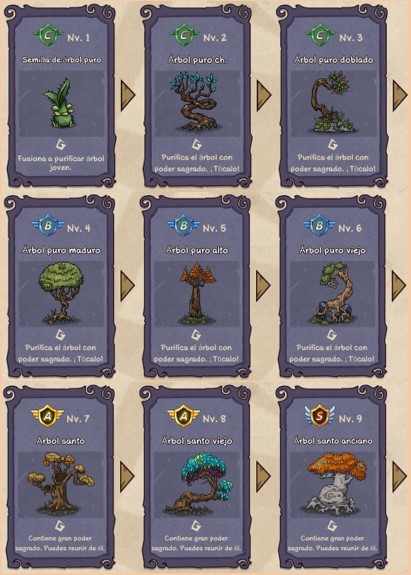 C Nv. 1
Semilla de árbol puro
Fusiona a purificar árbol
joven.
C Nv. 2
Árbol puro ch.
Purifica el árbol con
poder sagrado. ¡Tócalo!
C Nv. 3
Árbol puro doblado
Purifica el árbol con
poder sagrado. ¡Tócalo!
B Nv. 4
Árbol puro maduro
Purifica el árbol con
poder sagrado. ¡Tócalo!
B Nv. 5
Árbol puro alto
Purifica el árbol con
poder sagrado. ¡Tócalo!
B Nv. 6
Árbol puro viejo
Purifica el árbol con
poder sagrado. ¡Tócalo!
A Nv. 7
Árbol santo
Contiene gran poder
sagrado. Puedes reunir de él.
A Nv. 8
Árbol santo viejo
Contiene gran poder
sagrado. Puedes reunir de él.
S Nv. 9
Árbol santo anciano
Contiene gran poder
sagrado. Puedes reunir de él.